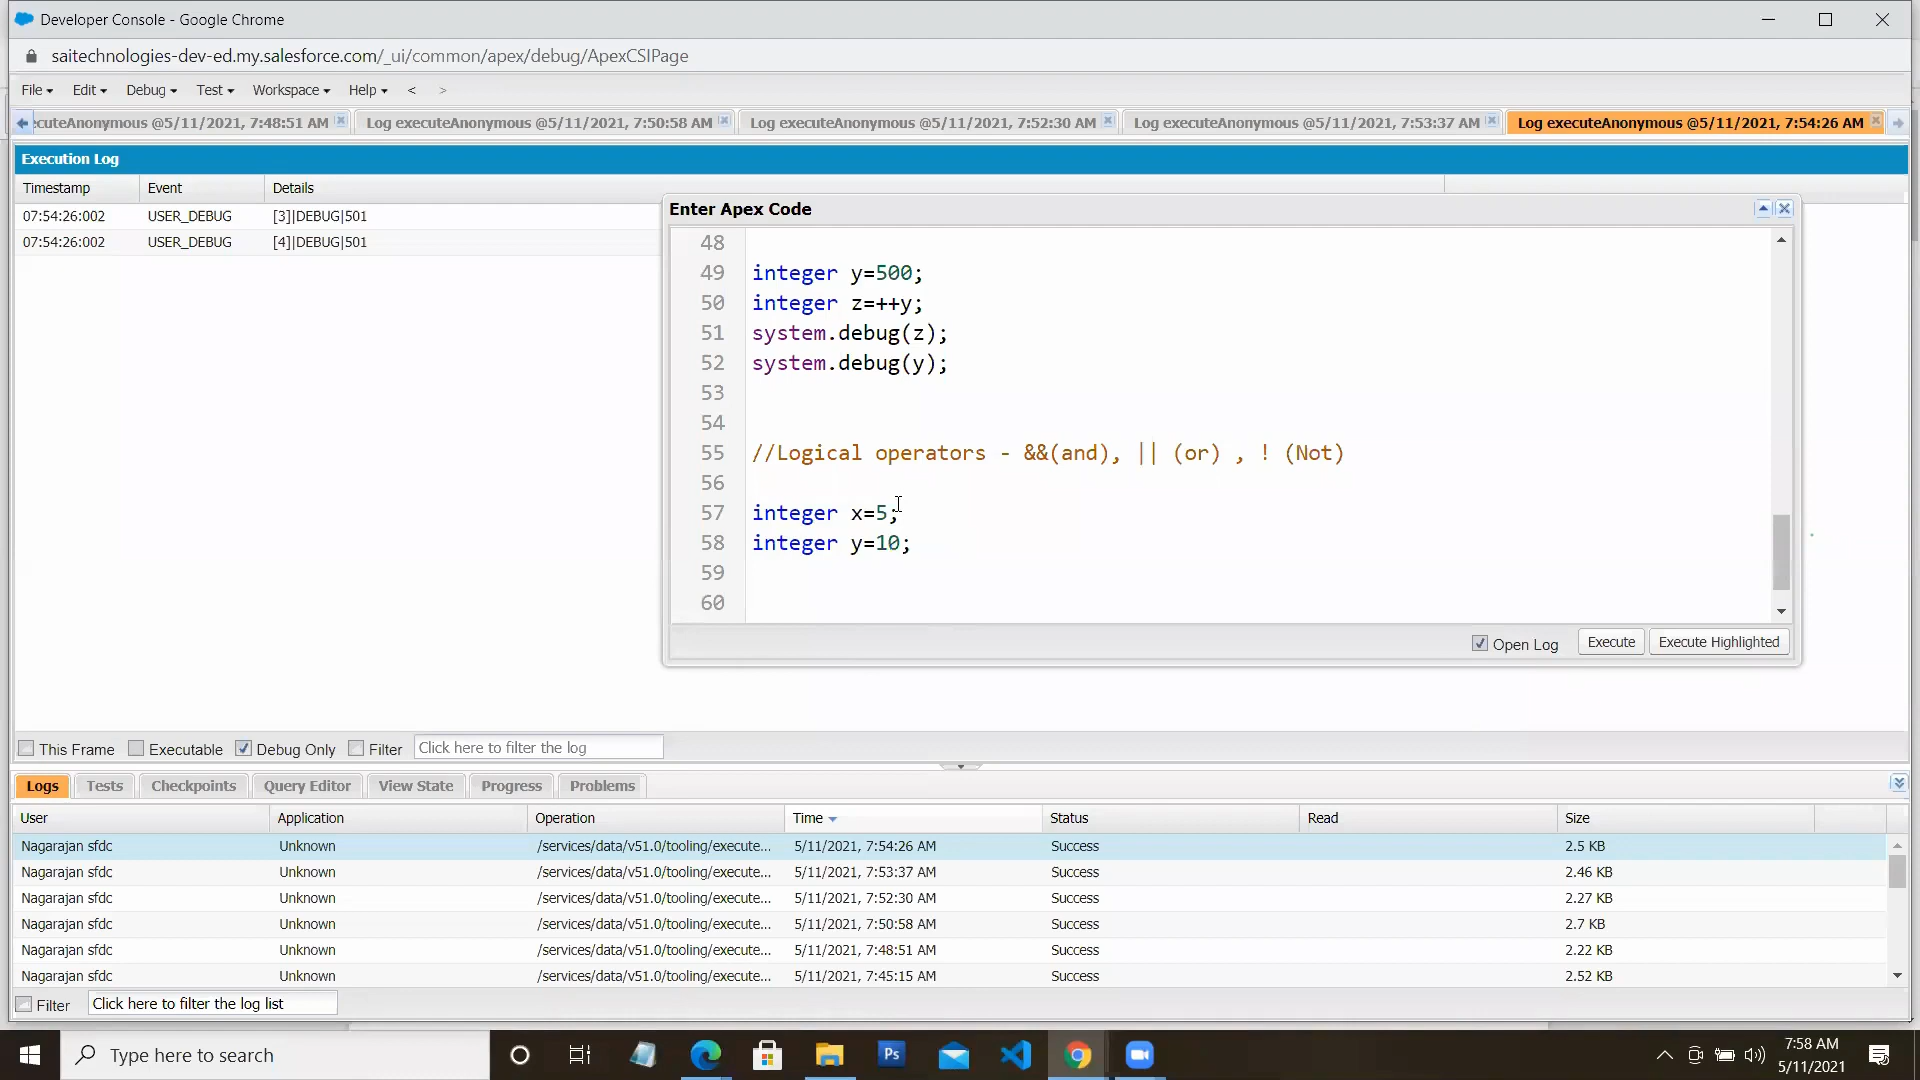 Developer Console - Google Chrome
saitechnologies-dev-ed.my.salesforce.com/_ui/common/apex/debug/ApexCSIPage
File Edit Debug Test Workspace Help < >
ecuteAnonymous @5/11/2021, 7:48:51 AM Log executeAnonymous @5/11/2021, 7:50:58 AM Log executeAnonymous @5/11/2021, 7:52:30 AM Log executeAnonymous @5/11/2021, 7:53:37 AM Log executeAnonymous @5/11/2021, 7:54:26 AM
Execution Log
Timestamp Event Details
07:54:26:002 USER_DEBUG [3]|DEBUG|501
07:54:26:002 USER_DEBUG [4]|DEBUG|501
Enter Apex Code
48
49 integer y=500;
50 integer z=++y;
51 system.debug(z);
52 system.debug(y);
53
54
55 //Logical operators - &&(and), || (or) , ! (Not)
56
57 integer x=5;
58 integer y=10;
59
60
Open Log Execute Execute Highlighted
This Frame Executable Debug Only Filter Click here to filter the log
Logs Tests Checkpoints Query Editor View State Progress Problems
User Application Operation Time Status Read Size
Nagarajan sfdc Unknown /services/data/v51.0/tooling/execute... 5/11/2021, 7:54:26 AM Success 2.5 KB
Nagarajan sfdc Unknown /services/data/v51.0/tooling/execute... 5/11/2021, 7:53:37 AM Success 2.46 KB
Nagarajan sfdc Unknown /services/data/v51.0/tooling/execute... 5/11/2021, 7:52:30 AM Success 2.27 KB
Nagarajan sfdc Unknown /services/data/v51.0/tooling/execute... 5/11/2021, 7:50:58 AM Success 2.7 KB
Nagarajan sfdc Unknown /services/data/v51.0/tooling/execute... 5/11/2021, 7:48:51 AM Success 2.22 KB
Nagarajan sfdc Unknown /services/data/v51.0/tooling/execute... 5/11/2021, 7:45:15 AM Success 2.52 KB
Filter Click here to filter the log list
Type here to search
Ps
7:58 AM
5/11/2021